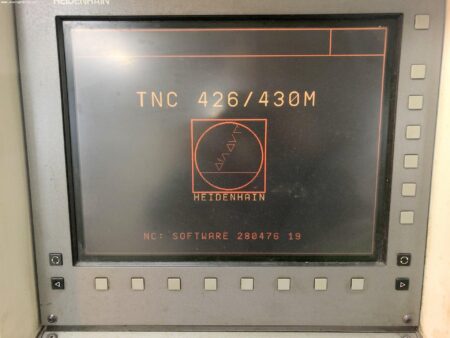 HEIDENHAIN
TNC 426/430M
HEIDENHAIN
NC: SOFTWARE 280476 19